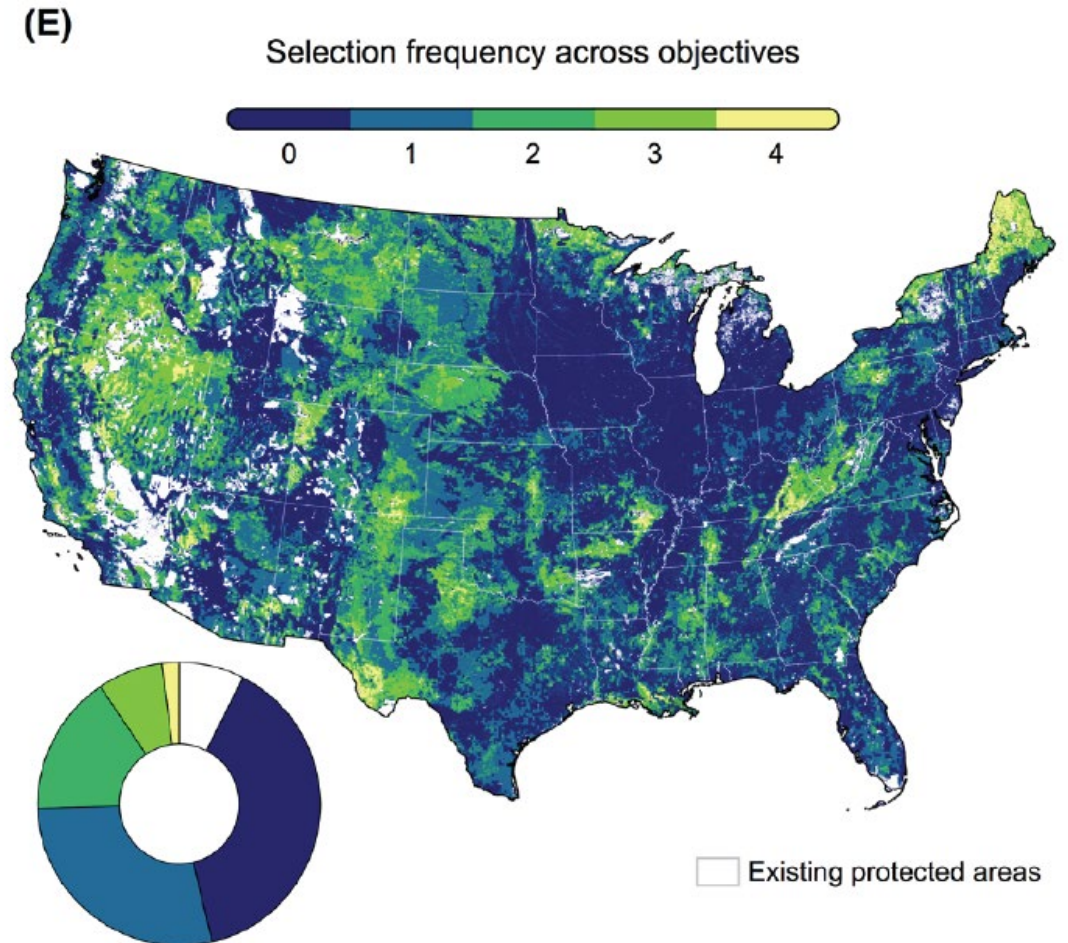 (E)
Selection frequency across objectives
0 1 2 3 4
Existing protected areas